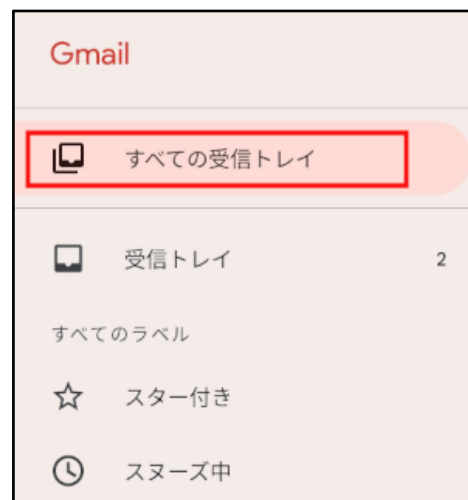 Gmail
すべての受信トレイ
受信トレイ 2
すべてのラベル
スター付き
スヌーズ中